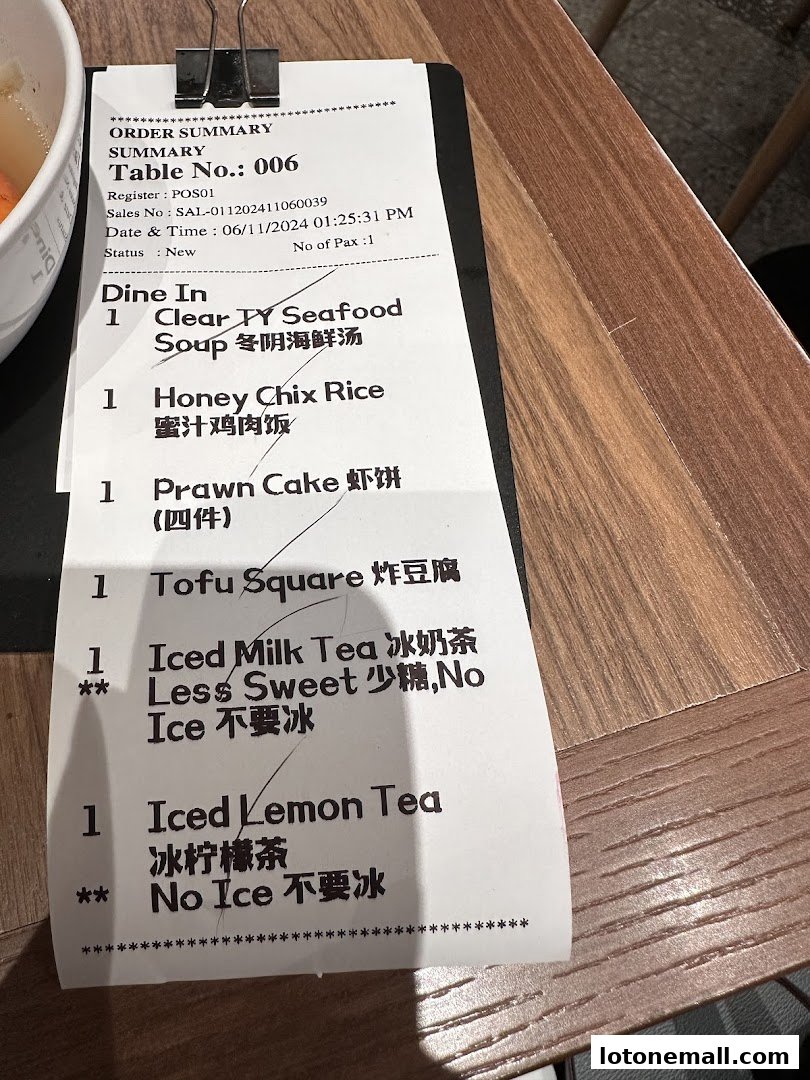 ****************************************
ORDER SUMMARY
SUMMARY
Table No.: 006
Register : POS01
Sales No : SAL-011202411060039
Date & Time : 06/11/2024 01:25:31 PM
Status : New No of Pax :1
Dine In
1 Clear TY Seafood
Soup 冬阴海鲜汤
1 Honey Chix Rice
蜜汁鸡肉饭
1 Prawn Cake 虾饼
(四件)
1 Tofu Square 炸豆腐
1 Iced Milk Tea 冰奶茶
** Less Sweet 少糖,No
Ice 不要冰
1 Iced Lemon Tea
冰柠檬茶
** No Ice 不要冰
****************************************
lotonemall.com